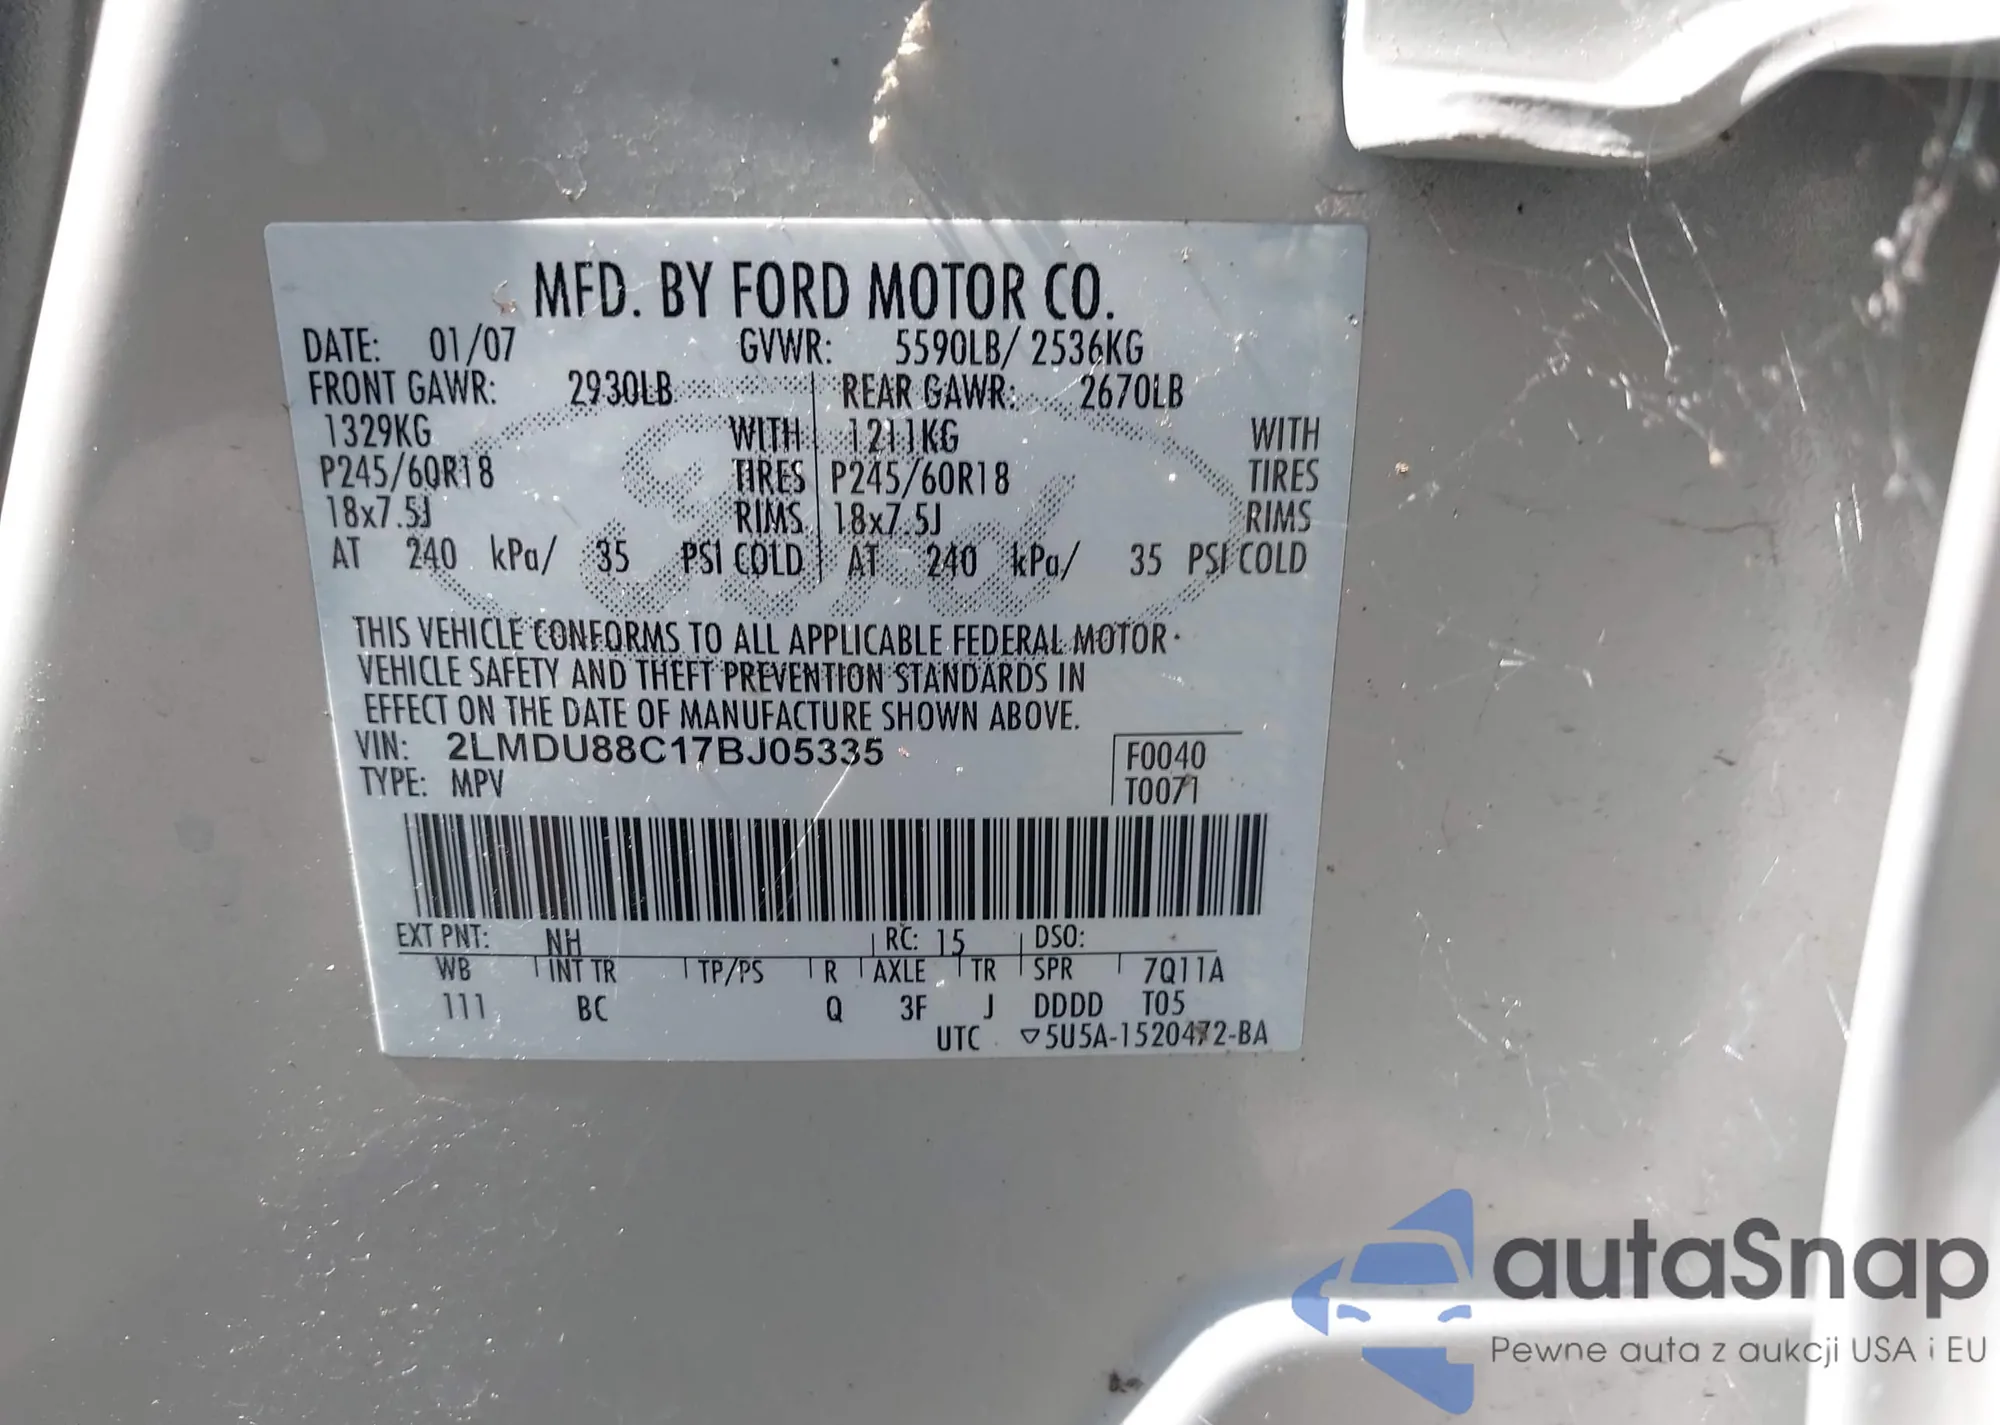 MFD. BY FORD MOTOR CO.
DATE: 01/07 GVWR: 5590LB/ 2536KG
FRONT GAWR: 2930LB REAR GAWR: 2670LB
1329KG WITH 1211KG WITH
P245/60R18 TIRES P245/60R18 TIRES
18x7.5J RIMS 18x7.5J RIMS
AT 240 kPa/ 35 PSI COLD AT 240 kPa/ 35 PSI COLD
Ford
THIS VEHICLE CONFORMS TO ALL APPLICABLE FEDERAL MOTOR
VEHICLE SAFETY AND THEFT PREVENTION STANDARDS IN
EFFECT ON THE DATE OF MANUFACTURE SHOWN ABOVE.
VIN: 2LMDU88C17BJ05335 F0040
TYPE: MPV T0071
EXT PNT: NH RC: 15 DSO:
WB INT TR TP/PS R AXLE TR SPR 7Q11A
111 BC Q 3F J DDDD T05
UTC ▽5U5A-1520472-BA
autaSnap
Pewne auta z aukcji USA i EU